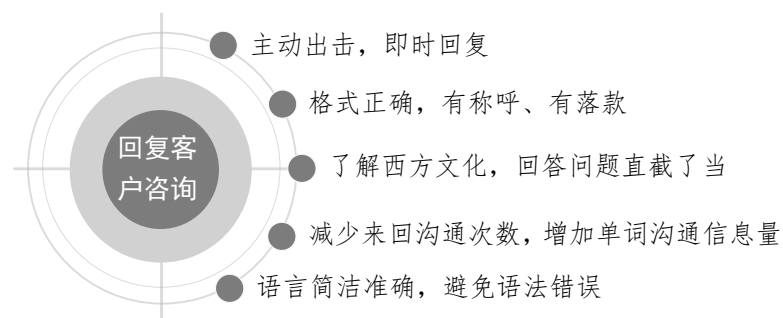 主动出击，即时回复
格式正确，有称呼、有落款
回复客
户咨询
了解西方文化，回答问题直截了当
减少来回沟通次数，增加单词沟通信息量
语言简洁准确，避免语法错误